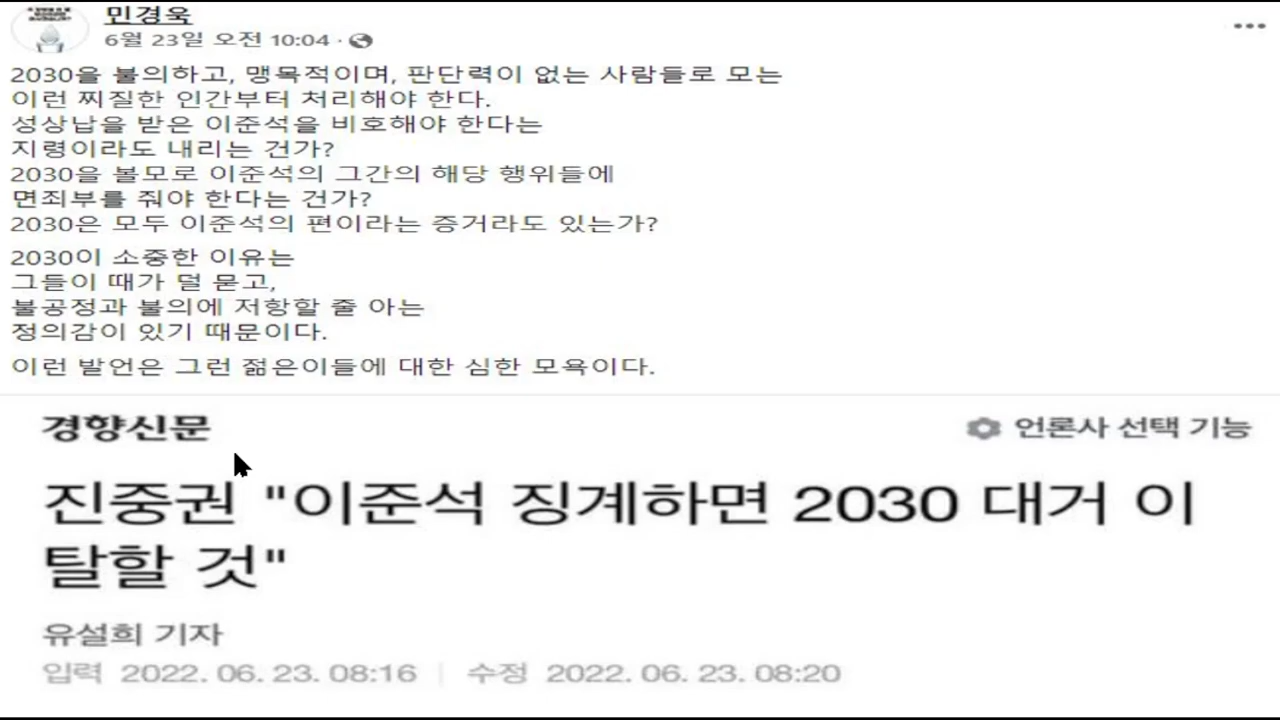 민경욱
6월 23일 오전 10:04 ·
2030을 불의하고, 맹목적이며, 판단력이 없는 사람들로 모는
이런 찌질한 인간부터 처리해야 한다.
성상납을 받은 이준석을 비호해야 한다는
지령이라도 내리는 건가?
2030을 볼모로 이준석의 그간의 해당 행위들에
면죄부를 줘야 한다는 건가?
2030은 모두 이준석의 편이라는 증거라도 있는가?
2030이 소중한 이유는
그들이 때가 덜 묻고,
불공정과 불의에 저항할 줄 아는
정의감이 있기 때문이다.
이런 발언은 그런 젊은이들에 대한 심한 모욕이다.
경향신문
언론사 선택 기능
진중권 "이준석 징계하면 2030 대거 이
탈할 것"
유설희 기자
입력 2022. 06. 23. 08:16 | 수정 2022. 06. 23. 08:20